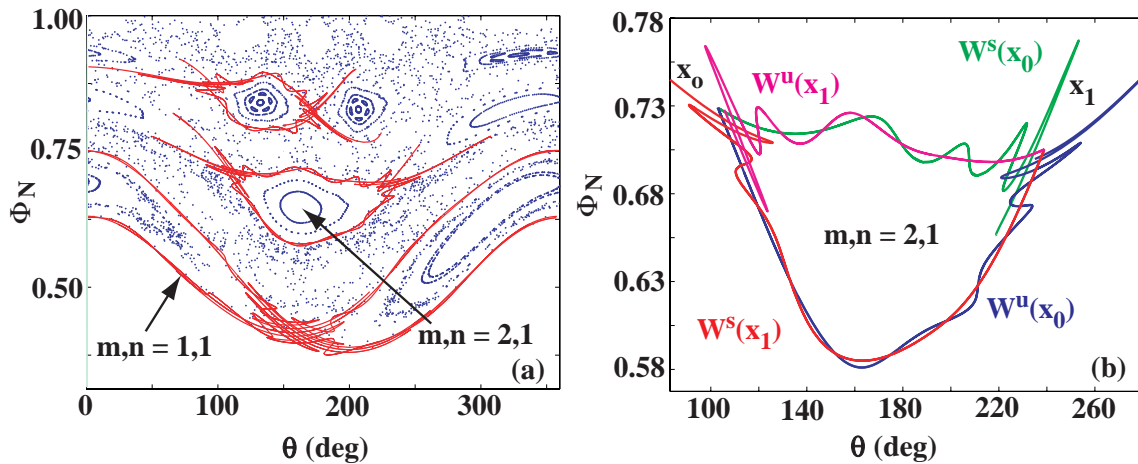 1.00
0.75
0.50
Φ_N
0
100
200
300
θ (deg)
m,n = 1,1
m,n = 2,1
(a)
0.78
0.73
0.68
0.63
0.58
Φ_N
100
140
180
220
260
θ (deg)
x_o
W^u(x_1)
W^s(x_0)
x_1
m,n = 2,1
W^s(x_1)
W^u(x_0)
(b)